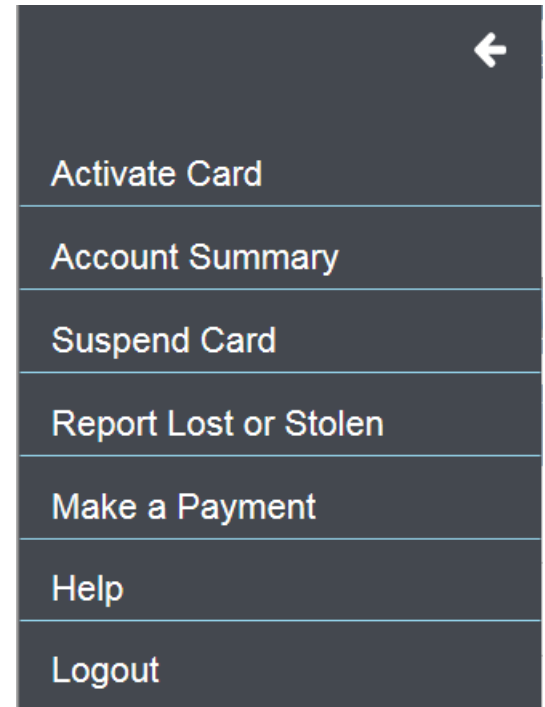 Activate Card
Account Summary
Suspend Card
Report Lost or Stolen
Make a Payment
Help
Logout